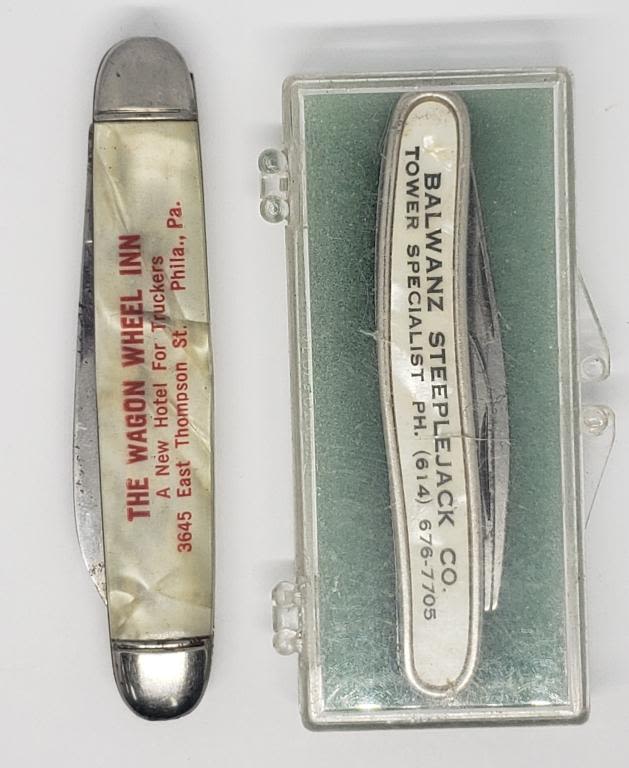 THE WAGON WHEEL INN
A New Hotel For Truckers
3645 East Thompson St. Phila., Pa.
BALWANZ STEEPLEJACK CO.
TOWER SPECIALIST PH. (614) 676-7705